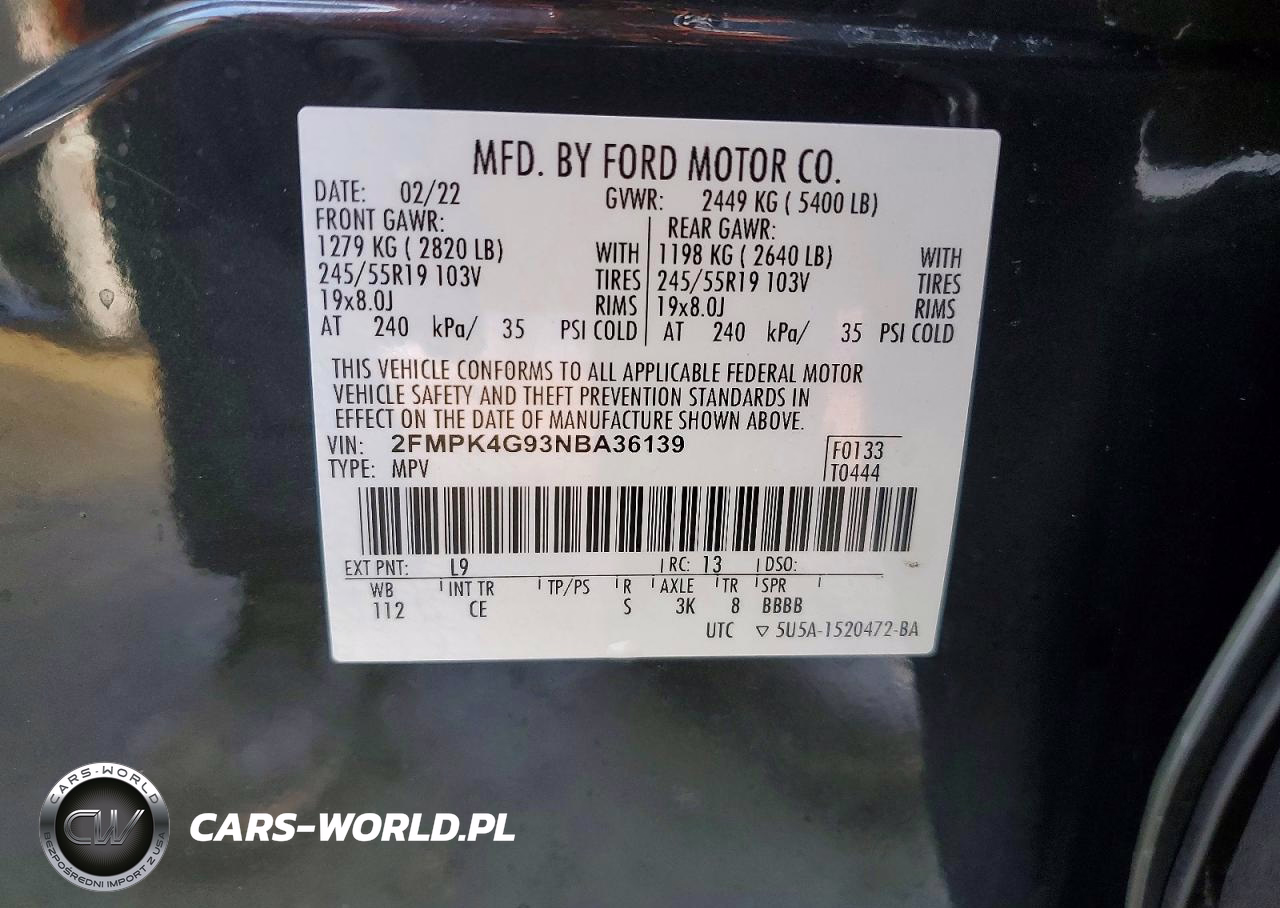 MFD. BY FORD MOTOR CO.
DATE: 02/22 GVWR: 2449 KG ( 5400 LB)
FRONT GAWR: REAR GAWR:
1279 KG ( 2820 LB) WITH 1198 KG ( 2640 LB) WITH
245/55R19 103V TIRES 245/55R19 103V TIRES
19x8.0J RIMS 19x8.0J RIMS
AT 240 kPa/ 35 PSI COLD AT 240 kPa/ 35 PSI COLD
THIS VEHICLE CONFORMS TO ALL APPLICABLE FEDERAL MOTOR
VEHICLE SAFETY AND THEFT PREVENTION STANDARDS IN
EFFECT ON THE DATE OF MANUFACTURE SHOWN ABOVE.
VIN: 2FMPK4G93NBA36139 F0133
TYPE: MPV T0444
EXT PNT: L9 RC: 13 DSO:
WB INT TR TP/PS R AXLE TR SPR
112 CE S 3K 8 BBBB
UTC ▽ 5U5A-1520472-BA
CARS-WORLD
CW
BEZPOŚREDNI IMPORT Z USA
CARS-WORLD.PL